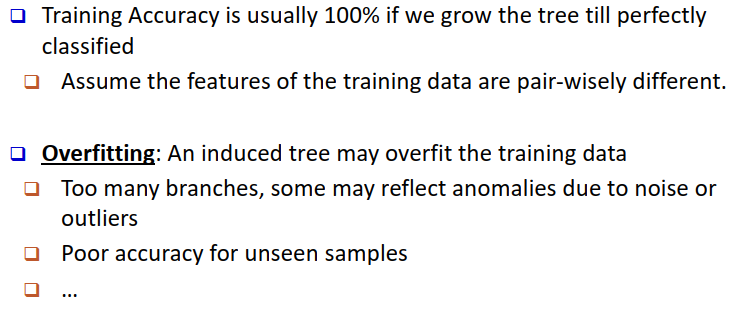 Training Accuracy is usually 100% if we grow the tree till perfectly
classified
Assume the features of the training data are pair-wisely different.
Overfitting: An induced tree may overfit the training data
Too many branches, some may reflect anomalies due to noise or
outliers
Poor accuracy for unseen samples
...